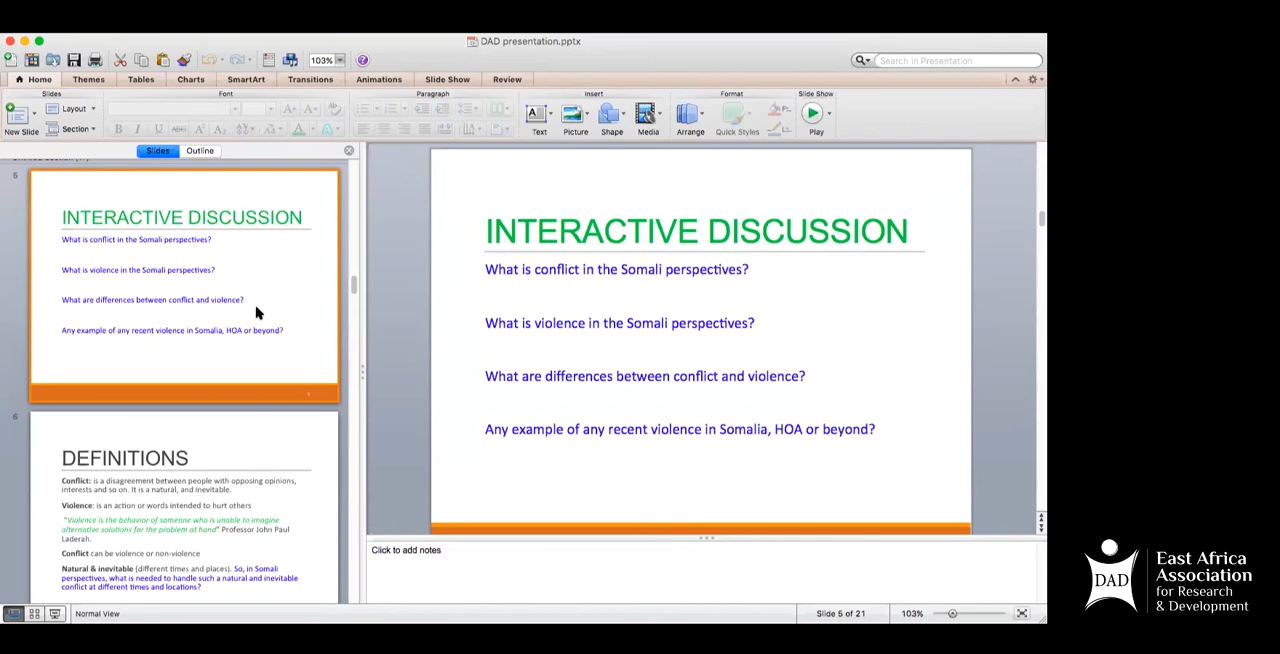 DAD presentation.pptx
103%
Search in Presentation
Home
Themes
Tables
Charts
SmartArt
Transitions
Animations
Slide Show
Review
Slides
Font
Paragraph
Insert
Format
Slide Show
New Slide
Layout
Section
B I U ABC
Text
Picture
Shape
Media
Arrange
Quick Styles
Play
Slides
Outline
5
INTERACTIVE DISCUSSION
What is conflict in the Somali perspectives?
What is violence in the Somali perspectives?
What are differences between conflict and violence?
Any example of any recent violence in Somalia, HOA or beyond?
6
DEFINITIONS
Conflict: is a disagreement between people with opposing opinions,
interests and so on. It is a natural, and inevitable.
Violence: is an action or words intended to hurt others
"Violence is the behavior of someone who is unable to imagine
alternative solutions for the problem at hand" Professor John Paul
Laderah.
Conflict can be violence or non-violence
Natural & inevitable (different times and places). So, in Somali
perspectives, what is needed to handle such a natural and inevitable
conflict at different times and locations?
INTERACTIVE DISCUSSION
What is conflict in the Somali perspectives?
What is violence in the Somali perspectives?
What are differences between conflict and violence?
Any example of any recent violence in Somalia, HOA or beyond?
Click to add notes
Normal View
Slide 5 of 21
103%
DAD
East Africa
Association
for Research
& Development